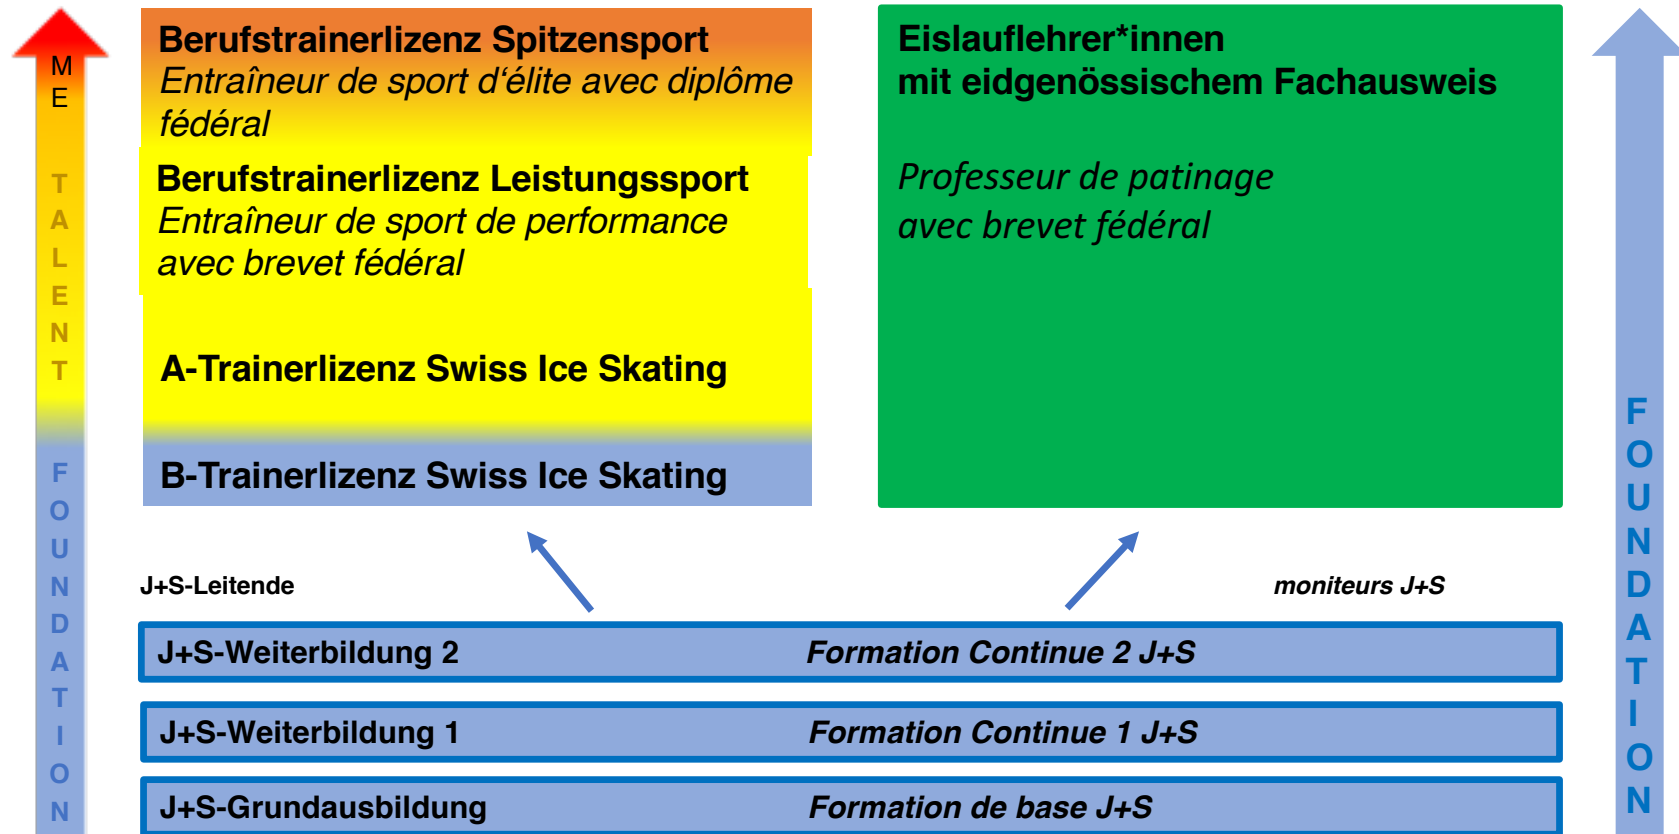 M
E
T
A
L
E
N
T
F
O
U
N
D
A
T
I
O
N
Berufstrainerlizenz Spitzensport
Entraîneur de sport d‘élite avec diplôme
fédéral
Berufstrainerlizenz Leistungssport
Entraîneur de sport de performance
avec brevet fédéral
A-Trainerlizenz Swiss Ice Skating
B-Trainerlizenz Swiss Ice Skating
Eislauflehrer*innen
mit eidgenössischem Fachausweis
Professeur de patinage
avec brevet fédéral
J+S-Leitende
moniteurs J+S
J+S-Weiterbildung 2 Formation Continue 2 J+S
J+S-Weiterbildung 1 Formation Continue 1 J+S
J+S-Grundausbildung Formation de base J+S
F
O
U
N
D
A
T
I
O
N